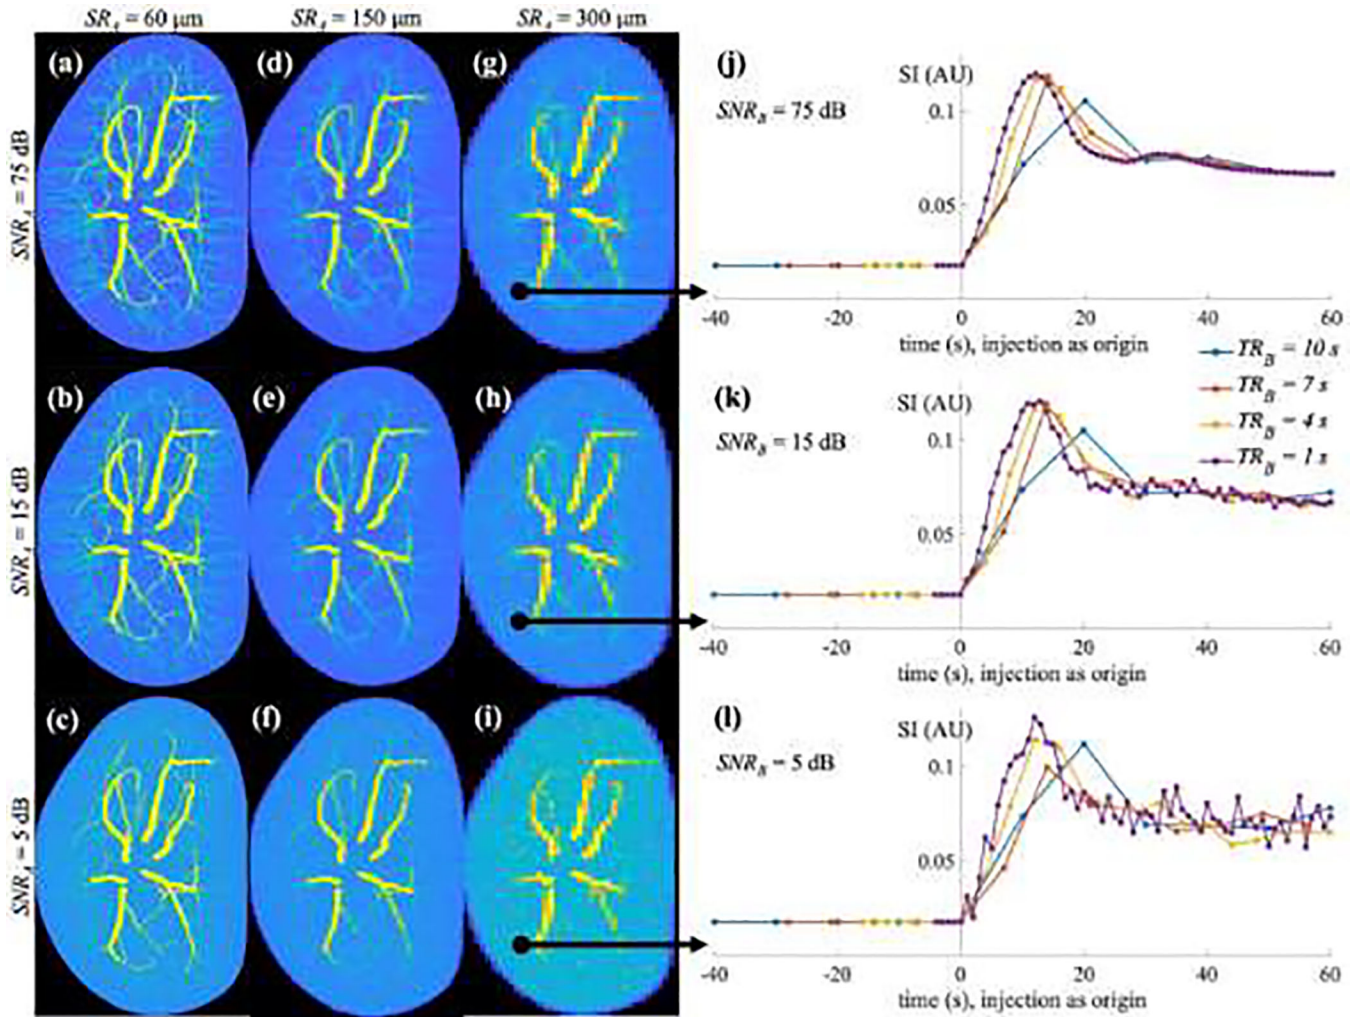 SR_A = 60 μm SR_A = 150 μm SR_A = 300 μm
SNR_A = 75 dB
(a) (d) (g)
SNR_A = 15 dB
(b) (e) (h)
SNR_A = 5 dB
(c) (f) (i)
(j) SI (AU)
SNR_B = 75 dB
0.1
0.05
-40 -20 0 20 40 60
time (s), injection as origin
TR_B = 10 s
TR_B = 7 s
TR_B = 4 s
TR_B = 1 s
(k) SI (AU)
SNR_B = 15 dB
0.1
0.05
-40 -20 0 20 40 60
time (s), injection as origin
(l) SI (AU)
SNR_B = 5 dB
0.1
0.05
-40 -20 0 20 40 60
time (s), injection as origin